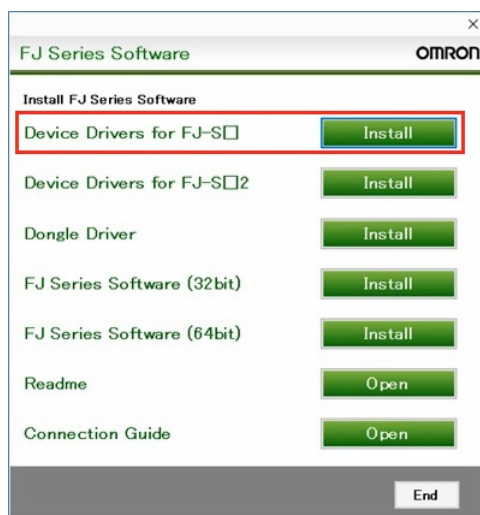 ×
FJ Series Software OMRON
Install FJ Series Software
Device Drivers for FJ-S□ Install
Device Drivers for FJ-S□2 Install
Dongle Driver Install
FJ Series Software (32bit) Install
FJ Series Software (64bit) Install
Readme Open
Connection Guide Open
End